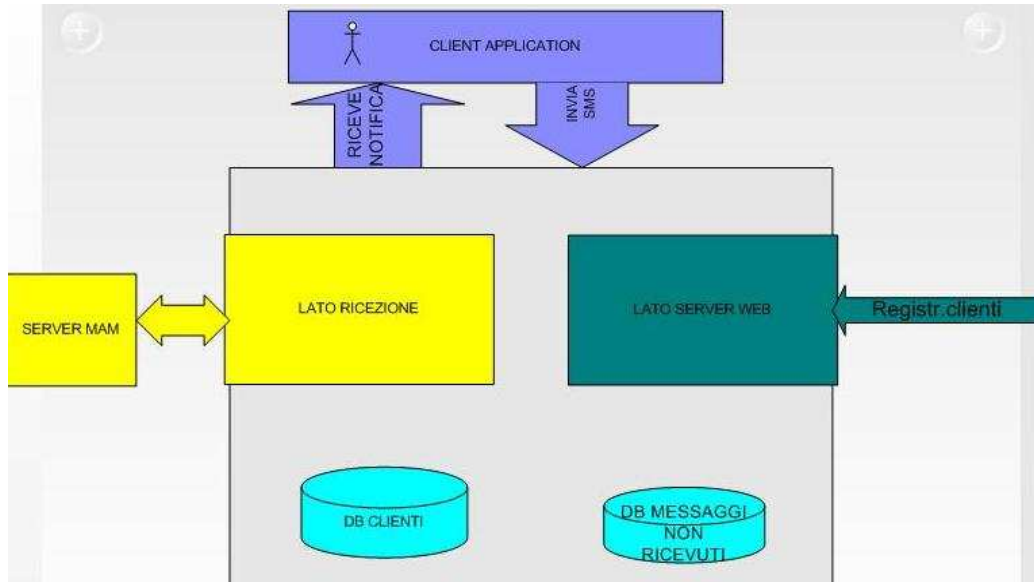 CLIENT APPLICATION
RICEVE
NOTIFICA
INVIA
SMS
LATO RICEZIONE
LATO SERVER WEB
SERVER MAM
Registr.clienti
DB CLIENTI
DB MESSAGGI
NON
RICEVUTI